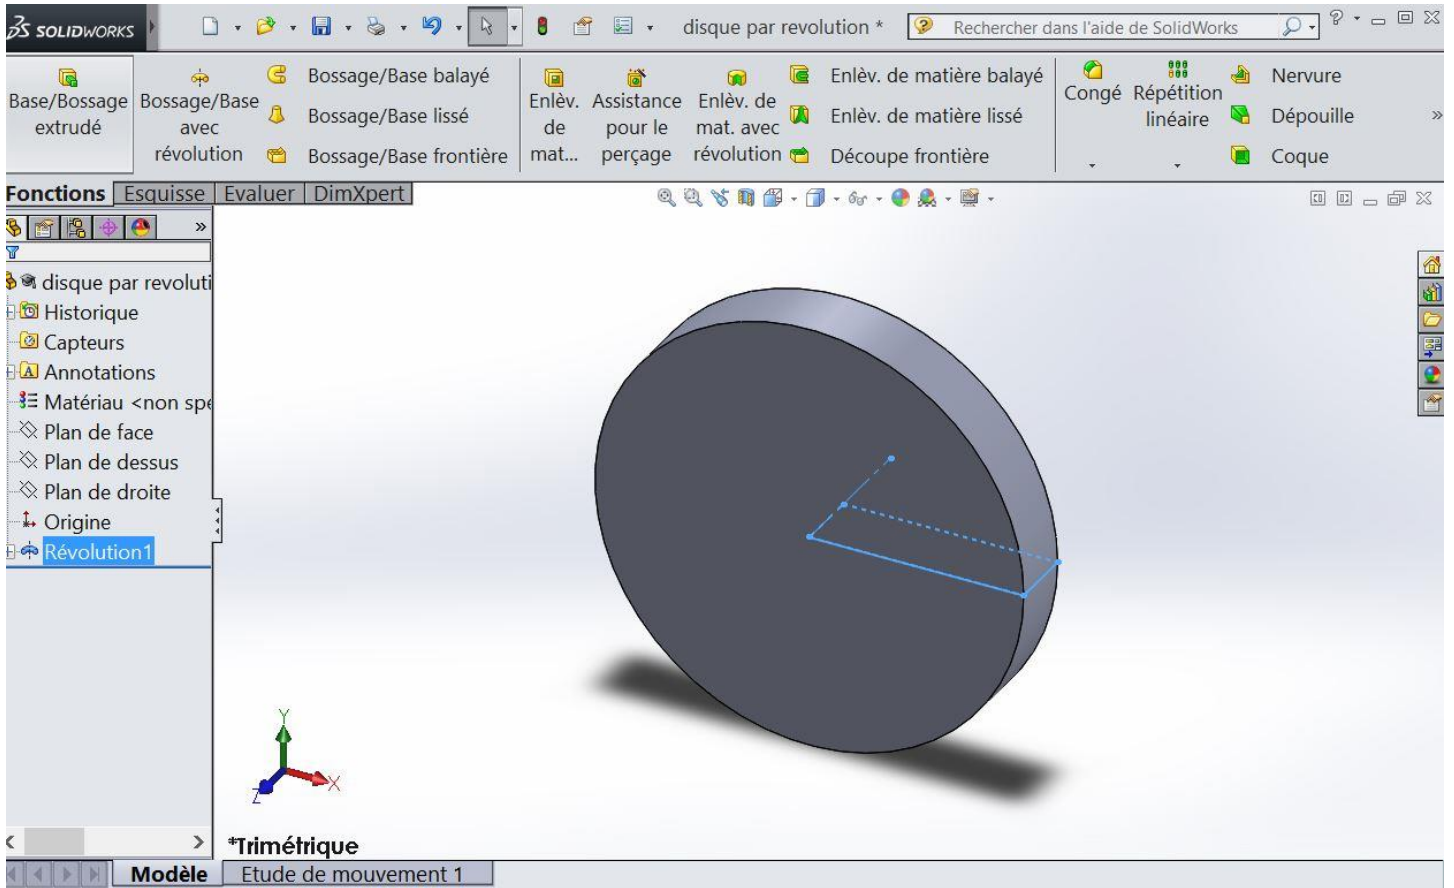 SOLIDWORKS
disque par revolution *
Rechercher dans l'aide de SolidWorks
Base/Bossage
extrudé
Bossage/Base
avec
révolution
Bossage/Base balayé
Bossage/Base lissé
Bossage/Base frontière
Enlèv.
de
mat...
Assistance
pour le
perçage
Enlèv. de
mat. avec
révolution
Enlèv. de matière balayé
Enlèv. de matière lissé
Découpe frontière
Congé
Répétition
linéaire
Nervure
Dépouille
Coque
Fonctions
Esquisse
Evaluer
DimXpert
disque par revoluti
Historique
Capteurs
Annotations
Matériau <non spé
Plan de face
Plan de dessus
Plan de droite
Origine
Révolution1
Y
X
Z
*Trimétrique
Modèle
Etude de mouvement 1